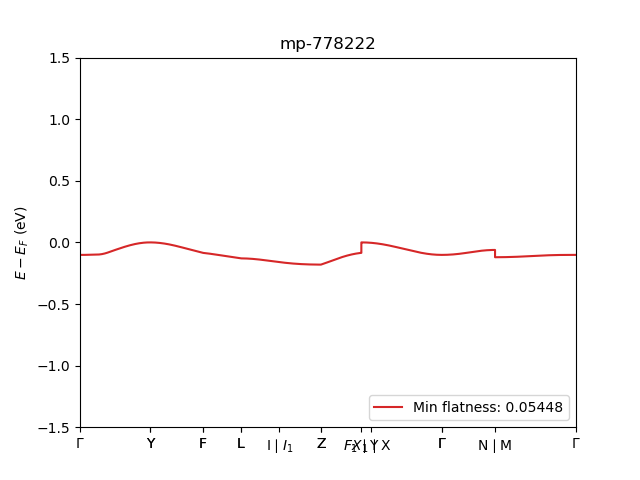 mp-778222
1.5
1.0
0.5
0.0
−0.5
−1.0
−1.5
E − E_F (eV)
Γ Y F L I | I₁ Z X | Y | X Γ N | M Γ
Min flatness: 0.05448